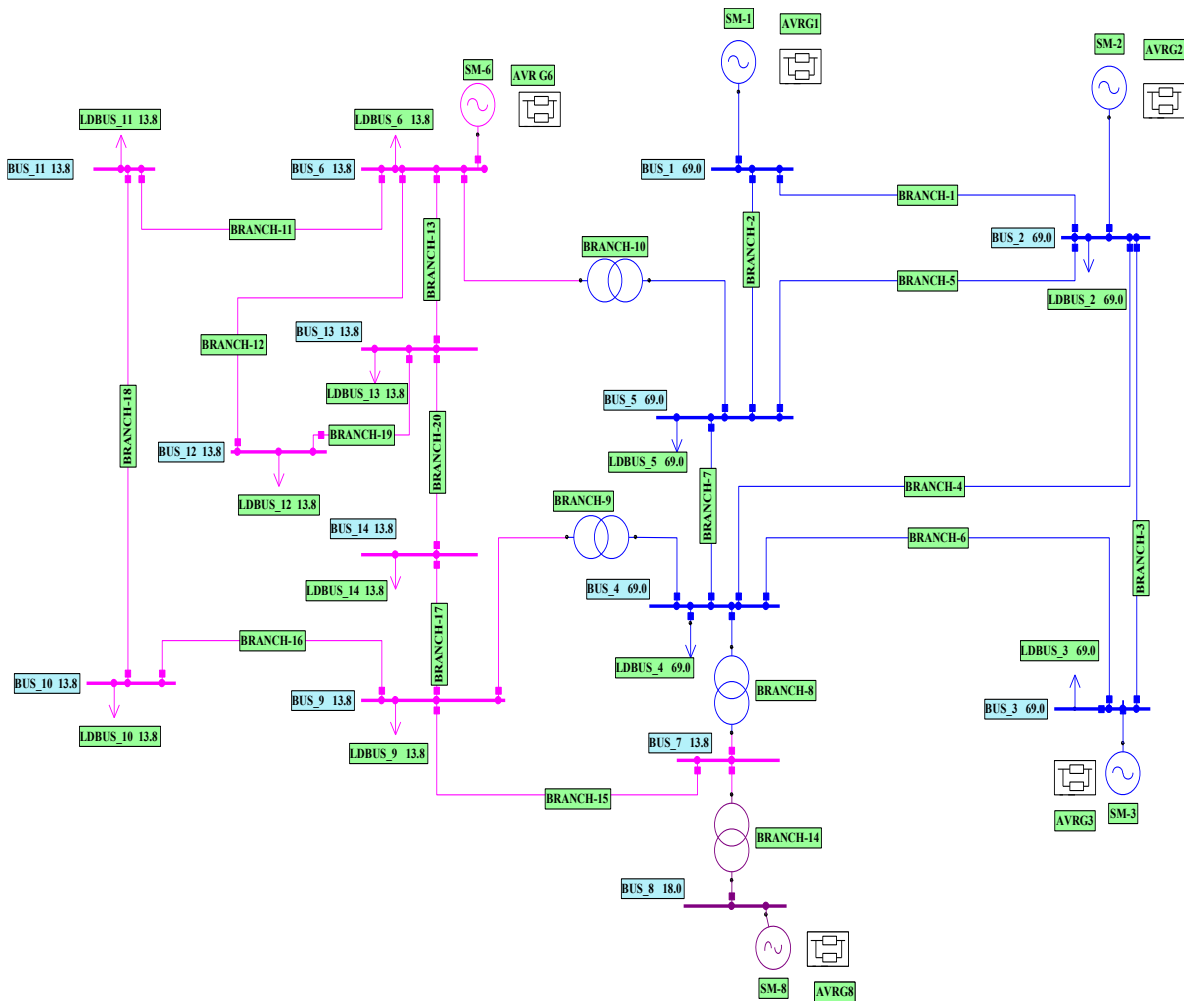 SM-1
AVRG1
SM-2
AVRG2
SM-6
AVR G6
LDBUS_11 13.8
LDBUS_6 13.8
BUS_11 13.8
BUS_6 13.8
BUS_1 69.0
BRANCH-1
BRANCH-11
BRANCH-13
BRANCH-2
BUS_2 69.0
BRANCH-10
BRANCH-5
LDBUS_2 69.0
BUS_13 13.8
BRANCH-12
LDBUS_13 13.8
BUS_5 69.0
BRANCH-18
BRANCH-19
BRANCH-20
BUS_12 13.8
LDBUS_5 69.0
BRANCH-7
BRANCH-4
LDBUS_12 13.8
BRANCH-9
BUS_14 13.8
BRANCH-6
BRANCH-3
LDBUS_14 13.8
BUS_4 69.0
BRANCH-16
BRANCH-17
LDBUS_4 69.0
LDBUS_3 69.0
BUS_10 13.8
BUS_9 13.8
BRANCH-8
BUS_3 69.0
LDBUS_10 13.8
LDBUS_9 13.8
BUS_7 13.8
BRANCH-15
AVRG3
SM-3
BRANCH-14
BUS_8 18.0
SM-8
AVRG8